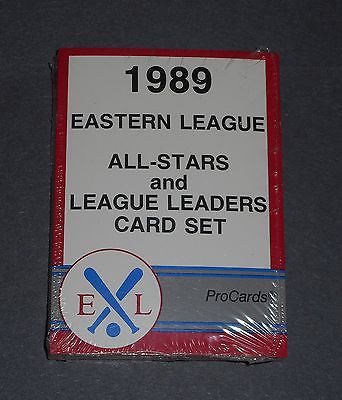 1989
EASTERN LEAGUE
ALL-STARS
and
LEAGUE LEADERS
CARD SET
E L
ProCards